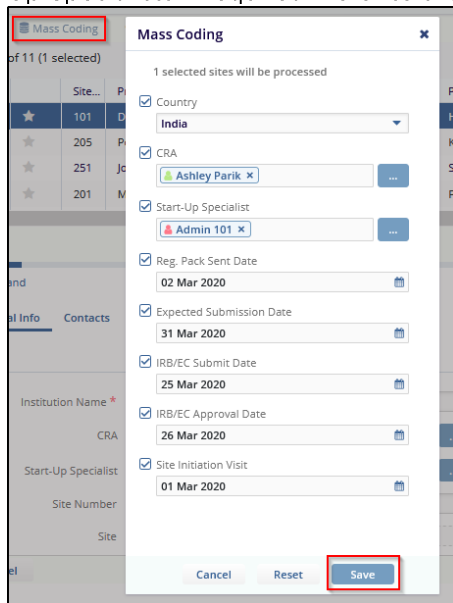 Mass Coding
Mass Coding
of 11 (1 selected)
1 selected sites will be processed
Site...
101
205
251
201
Country
India
CRA
Ashley Parik ×
...
Start-Up Specialist
Admin 101 ×
...
Reg. Pack Sent Date
02 Mar 2020
Expected Submission Date
31 Mar 2020
IRB/EC Submit Date
25 Mar 2020
IRB/EC Approval Date
26 Mar 2020
Site Initiation Visit
01 Mar 2020
and
al Info Contacts
Institution Name *
CRA
Start-Up Specialist
Site Number
Site
el
Cancel Reset Save